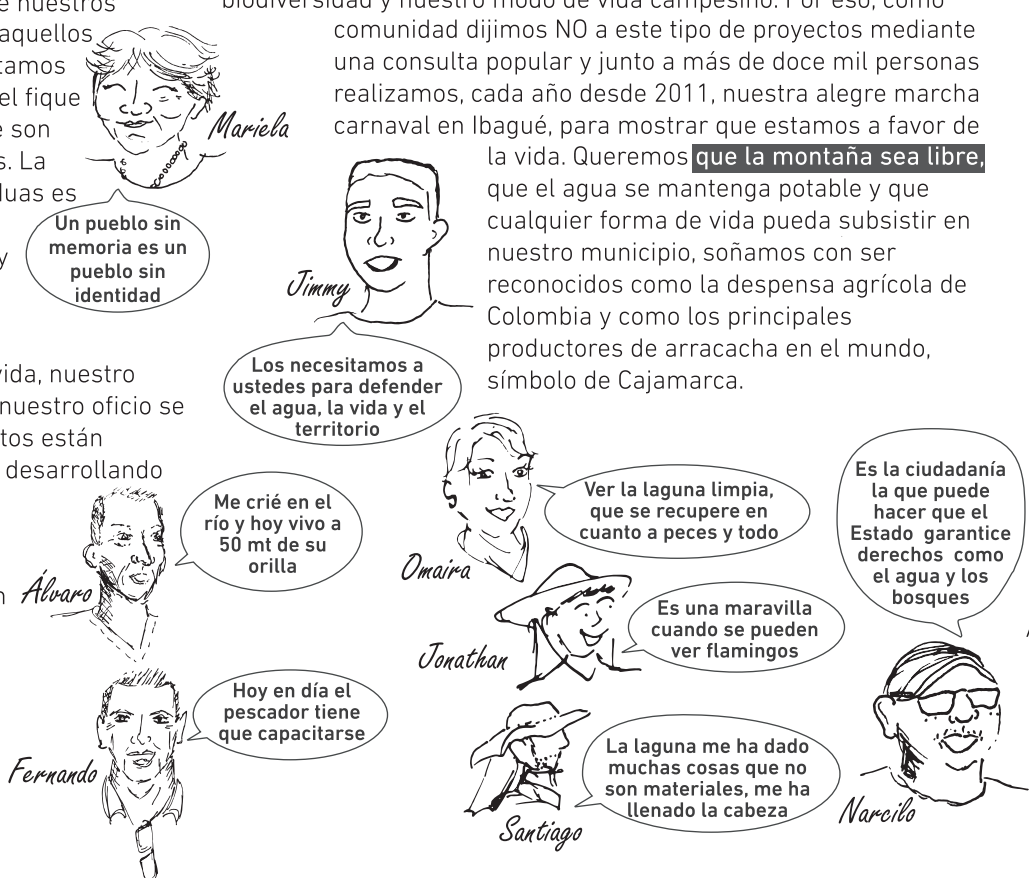 e nuestros
aquellos
tamos
el fique
e son
s. La
duas es
y
Mariela
Un pueblo sin
memoria es un
pueblo sin
identidad
biodiversidad y nuestro modo de vida campesino. Por eso, como
comunidad dijimos NO a este tipo de proyectos mediante
una consulta popular y junto a más de doce mil personas
realizamos, cada año desde 2011, nuestra alegre marcha
carnaval en Ibagué, para mostrar que estamos a favor de
la vida. Queremos que la montaña sea libre,
que el agua se mantenga potable y que
cualquier forma de vida pueda subsistir en
nuestro municipio, soñamos con ser
reconocidos como la despensa agrícola de
Colombia y como los principales
productores de arracacha en el mundo,
símbolo de Cajamarca.
Jimmy
Los necesitamos a
ustedes para defender
el agua, la vida y el
territorio
vida, nuestro
nuestro oficio se
tos están
desarrollando
n
Álvaro
Me crié en el
río y hoy vivo a
50 mt de su
orilla
Fernando
Hoy en día el
pescador tiene
que capacitarse
Omaira
Ver la laguna limpia,
que se recupere en
cuanto a peces y todo
Jonathan
Es una maravilla
cuando se pueden
ver flamingos
Santiago
La laguna me ha dado
muchas cosas que no
son materiales, me ha
llenado la cabeza
Es la ciudadanía
la que puede
hacer que el
Estado garantice
derechos como
el agua y los
bosques
Narcilo